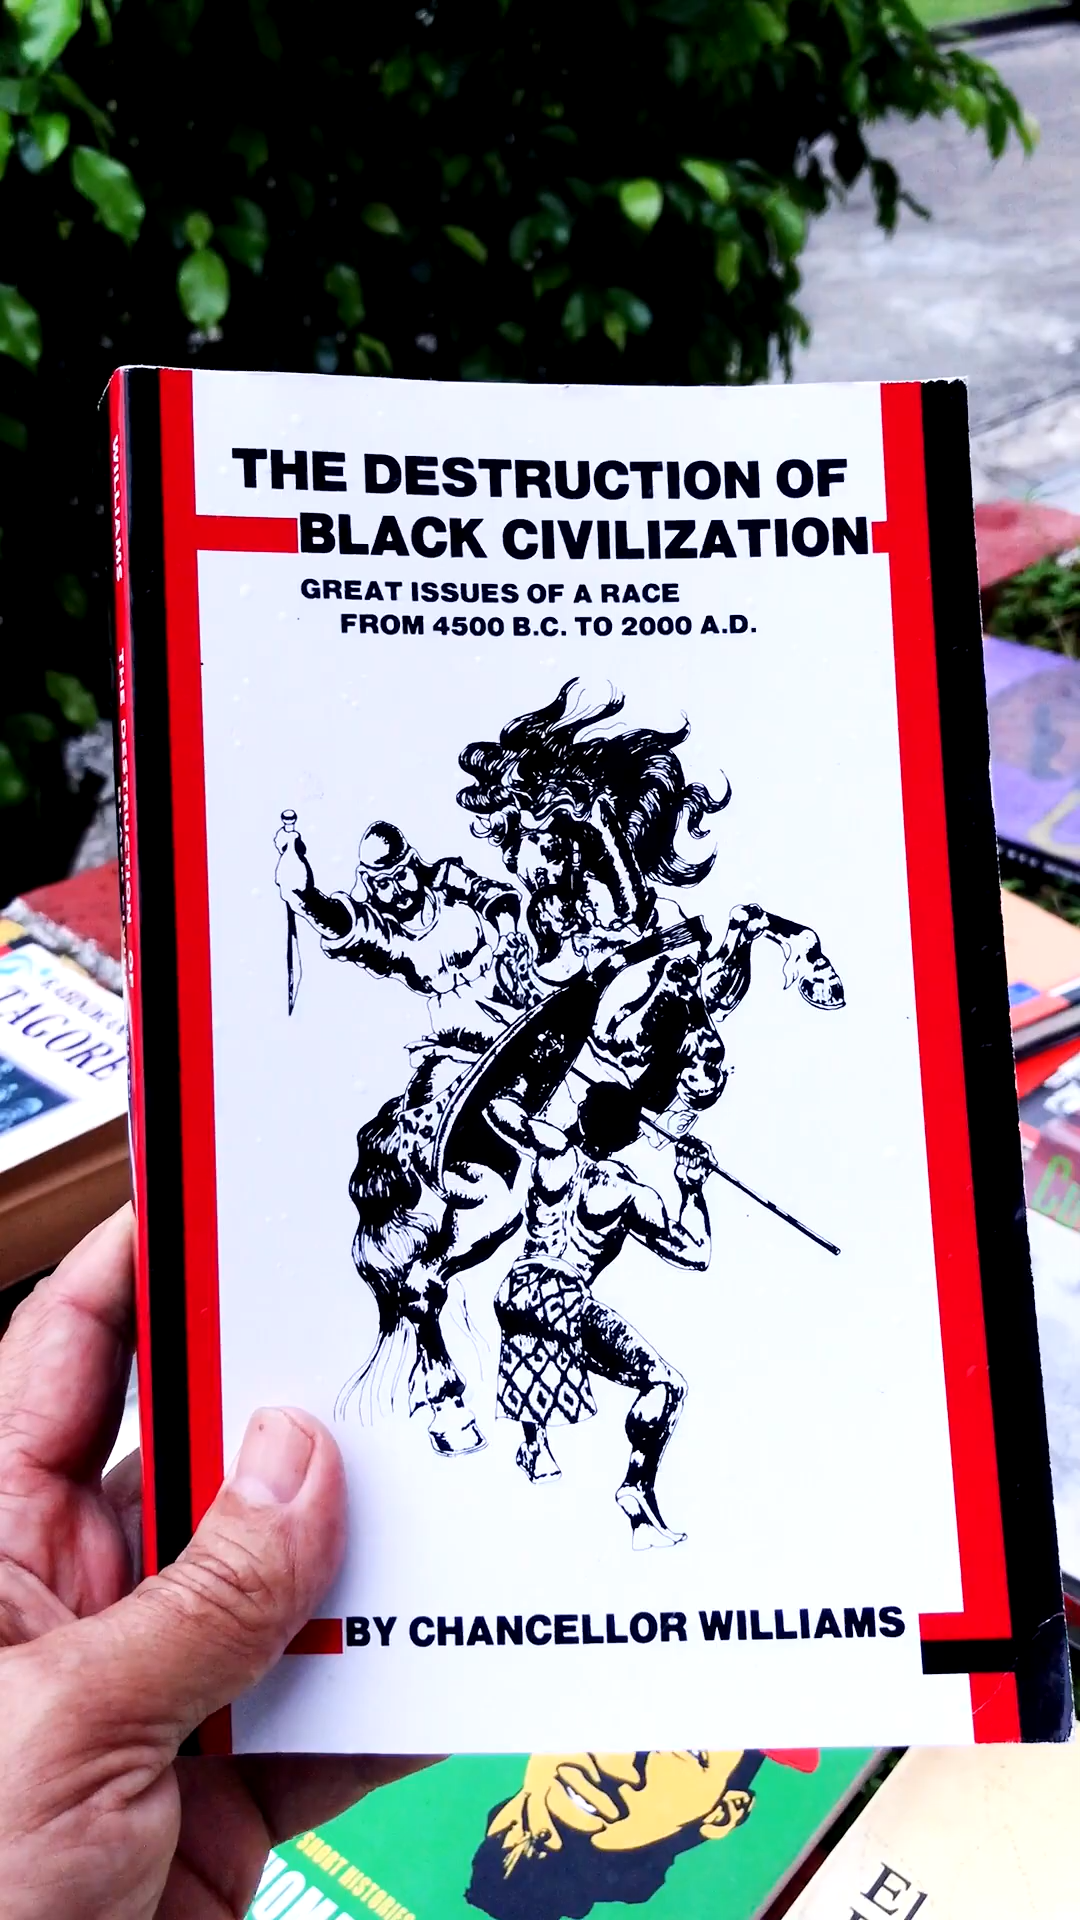 THE DESTRUCTION OF
BLACK CIVILIZATION
GREAT ISSUES OF A RACE
FROM 4500 B.C. TO 2000 A.D.
BY CHANCELLOR WILLIAMS
WILLIAMS THE DESTRUCTION OF
TAGORE
SHORT HISTORIES
El